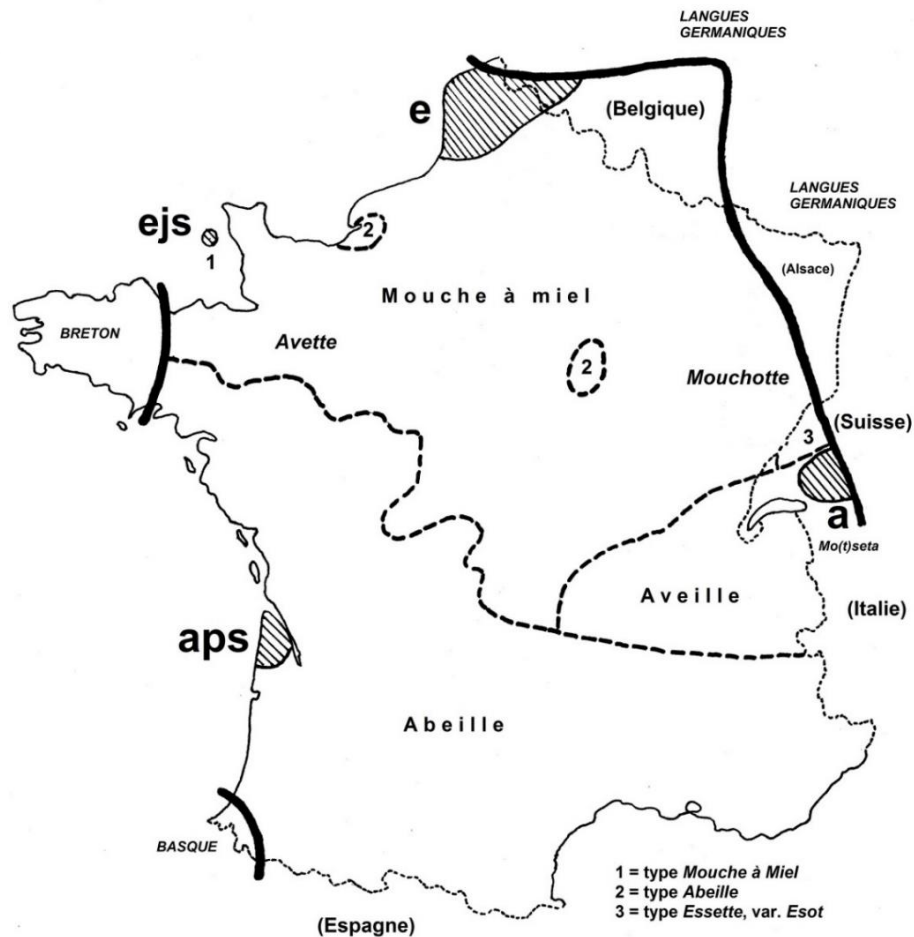 LANGUES
GERMANIQUES
e
(Belgique)
LANGUES
GERMANIQUES
ejs
1
2
(Alsace)
Mouche à miel
BRETON
Avette
2
Mouchotte
(Suisse)
3
a
Mo(t)seta
Aveille
(Italie)
aps
Abeille
BASQUE
1 = type Mouche à Miel
2 = type Abeille
3 = type Essette, var. Esot
(Espagne)